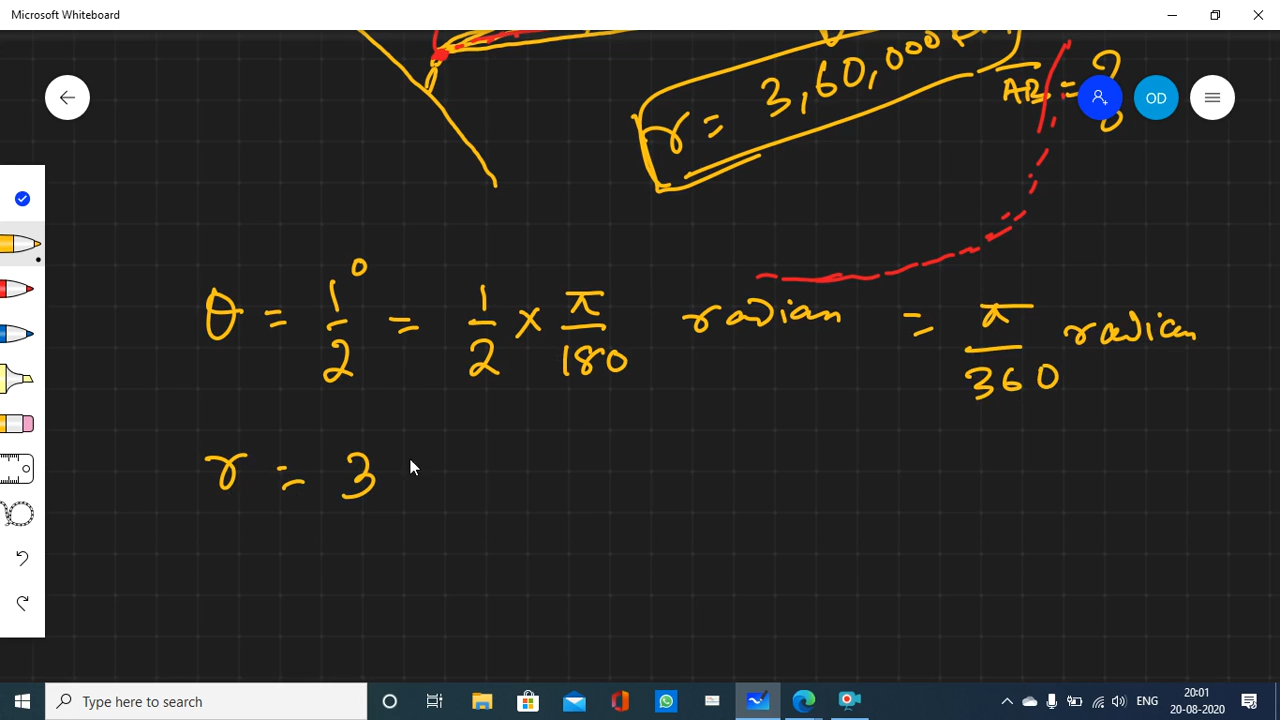 Microsoft Whiteboard
r = 3,60,000 km
AB = ?
OD
θ = 1/2° = 1/2 × π/180 radian = π/360 radian
r = 3
Type here to search
ENG
20:01
20-08-2020